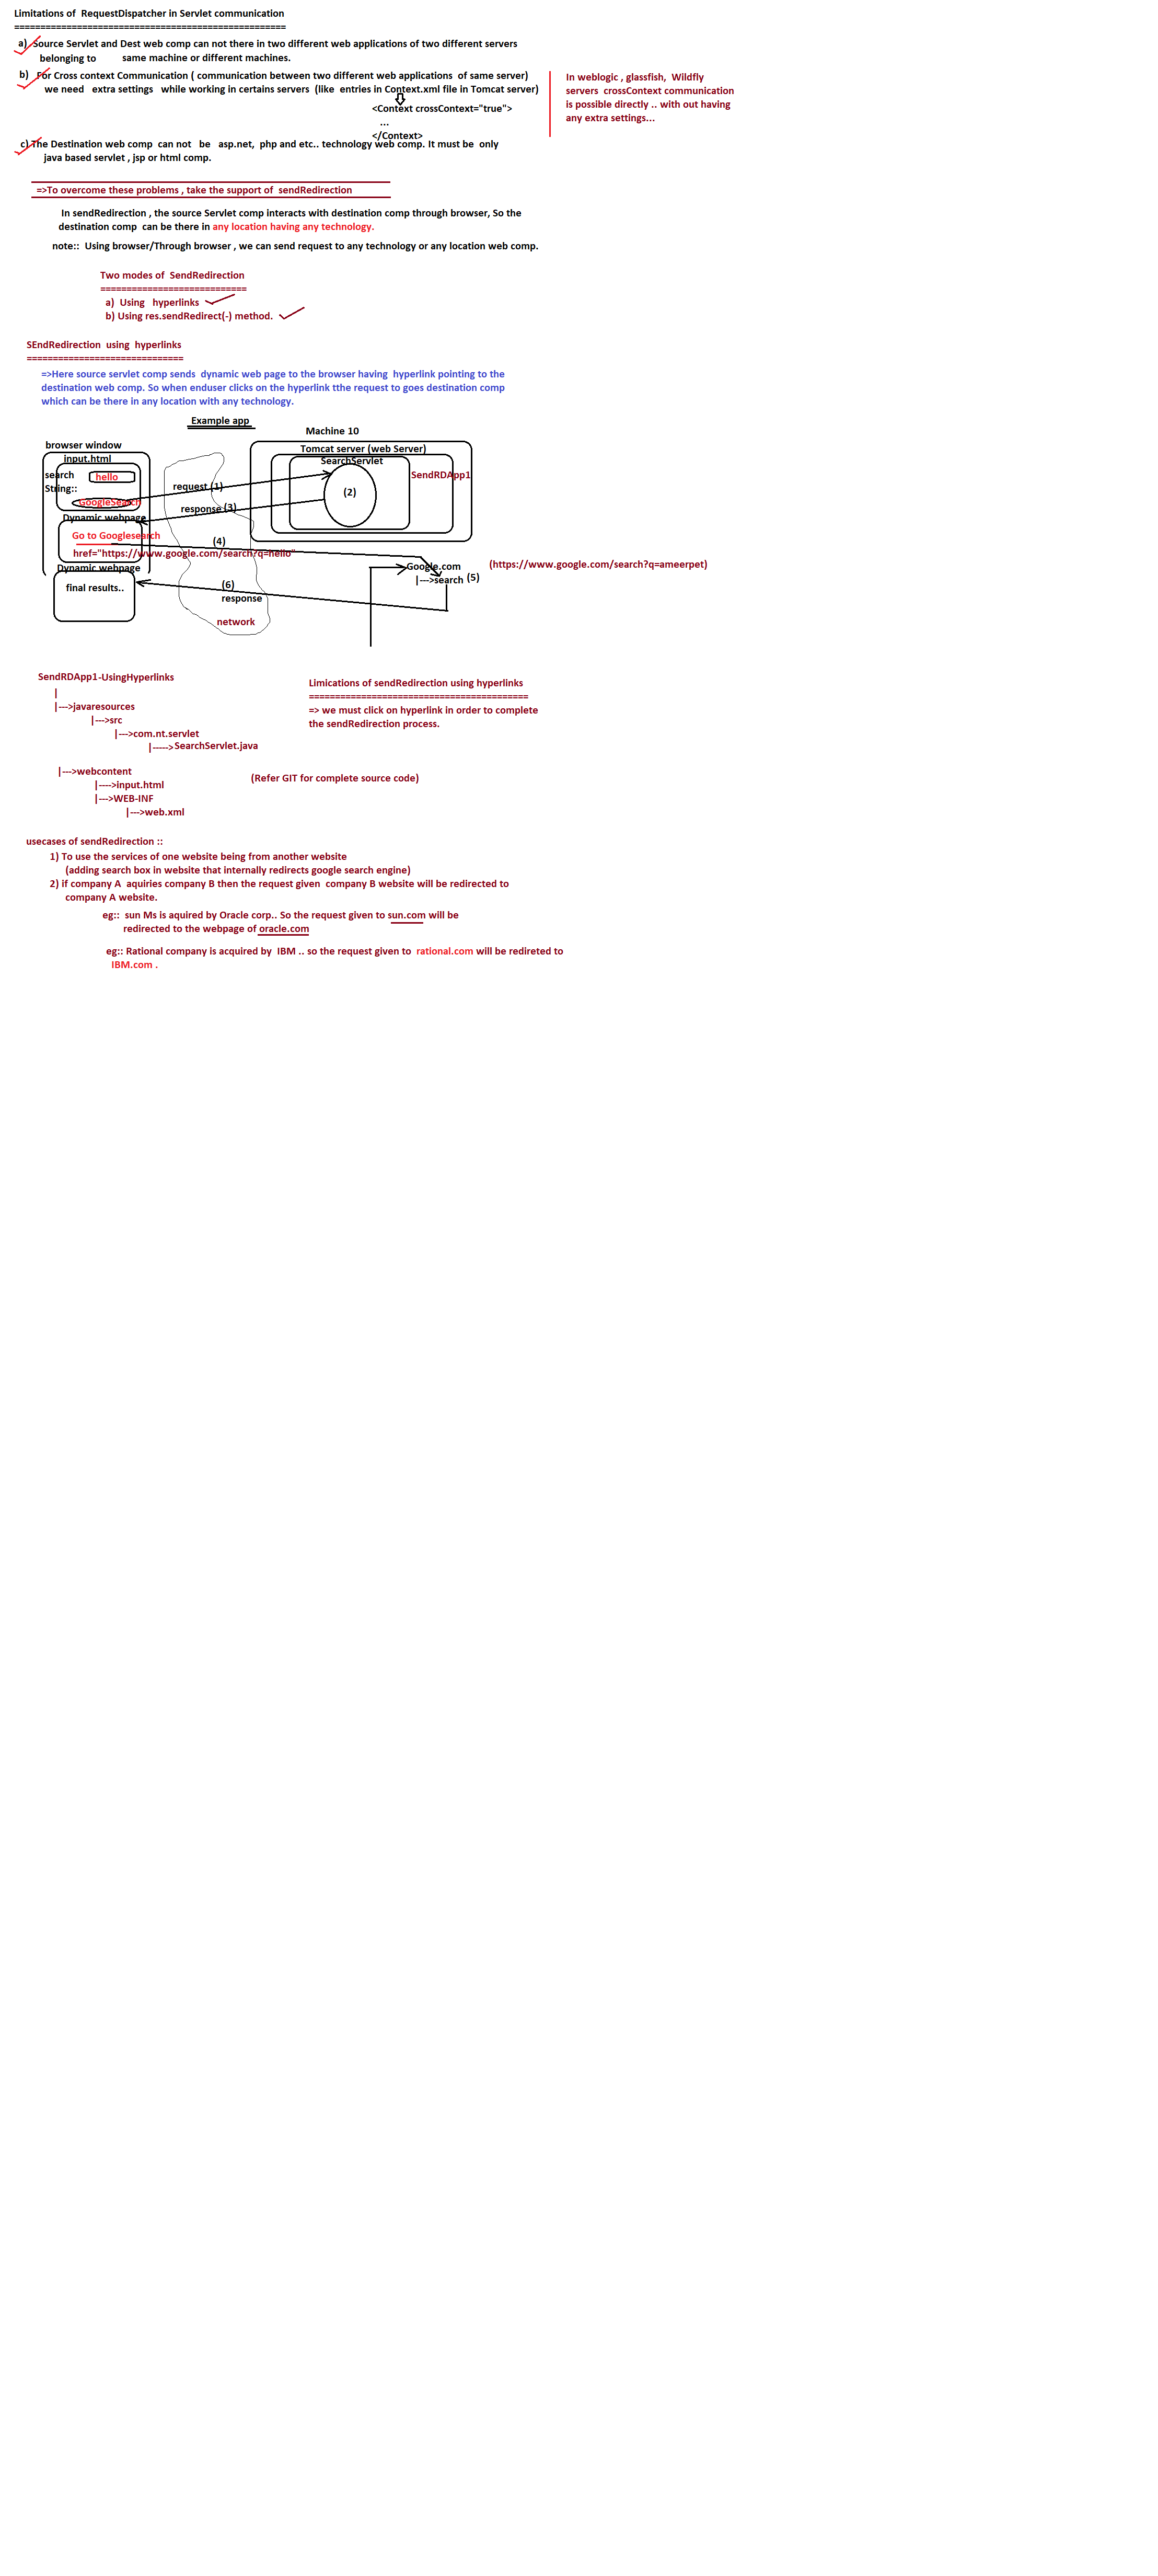 Limitations of  RequestDispatcher in Servlet communication
====================================================
a)  Source Servlet and Dest web comp can not there in two different web applications of two different servers
belonging to          same machine or different machines.
b)   For Cross context Communication ( communication between two different web applications  of same server)
we need   extra settings   while working in certains servers  (like  entries in Context.xml file in Tomcat server)
<Context crossContext="true">
...
</Context>
In weblogic , glassfish,  Wildfly
servers  crossContext communication
is possible directly .. with out having
any extra settings...
c) The Destination web comp  can not   be   asp.net,  php and etc.. technology web comp. It must be  only
java based servlet , jsp or html comp.
=>To overcome these problems , take the support of  sendRedirection
In sendRedirection , the source Servlet comp interacts with destination comp through browser, So the
destination comp  can be there in any location having any technology.
note::  Using browser/Through browser , we can send request to any technology or any location web comp.
Two modes of  SendRedirection
============================
a)  Using   hyperlinks
b) Using res.sendRedirect(-) method.
SEndRedirection  using  hyperlinks
==============================
=>Here source servlet comp sends  dynamic web page to the browser having  hyperlink pointing to the
destination web comp. So when enduser clicks on the hyperlink tthe request to goes destination comp
which can be there in any location with any technology.
Example app
Machine 10
browser window
Tomcat server (web Server)
input.html
SearchServlet
search
String::
hello
SendRDApp1
request (1)
(2)
GoogleSearch
response (3)
Dynamic webpage
Go to Googlesearch
(4)
href="https://www.google.com/search?q=hello"
Dynamic webpage
Google.com
(https://www.google.com/search?q=ameerpet)
|--->search (5)
final results..
(6)
response
network
SendRDApp1-UsingHyperlinks
|
|--->javaresources
|--->src
|--->com.nt.servlet
|----->SearchServlet.java
|--->webcontent
|---->input.html
|--->WEB-INF
|--->web.xml
Limications of sendRedirection using hyperlinks
==========================================
=> we must click on hyperlink in order to complete
the sendRedirection process.
(Refer GIT for complete source code)
usecases of sendRedirection ::
1) To use the services of one website being from another website
(adding search box in website that internally redirects google search engine)
2) if company A  aquiries company B then the request given  company B website will be redirected to
company A website.
eg::  sun Ms is aquired by Oracle corp.. So the request given to sun.com will be
redirected to the webpage of oracle.com
eg:: Rational company is acquired by  IBM .. so the request given to  rational.com will be redireted to
IBM.com .